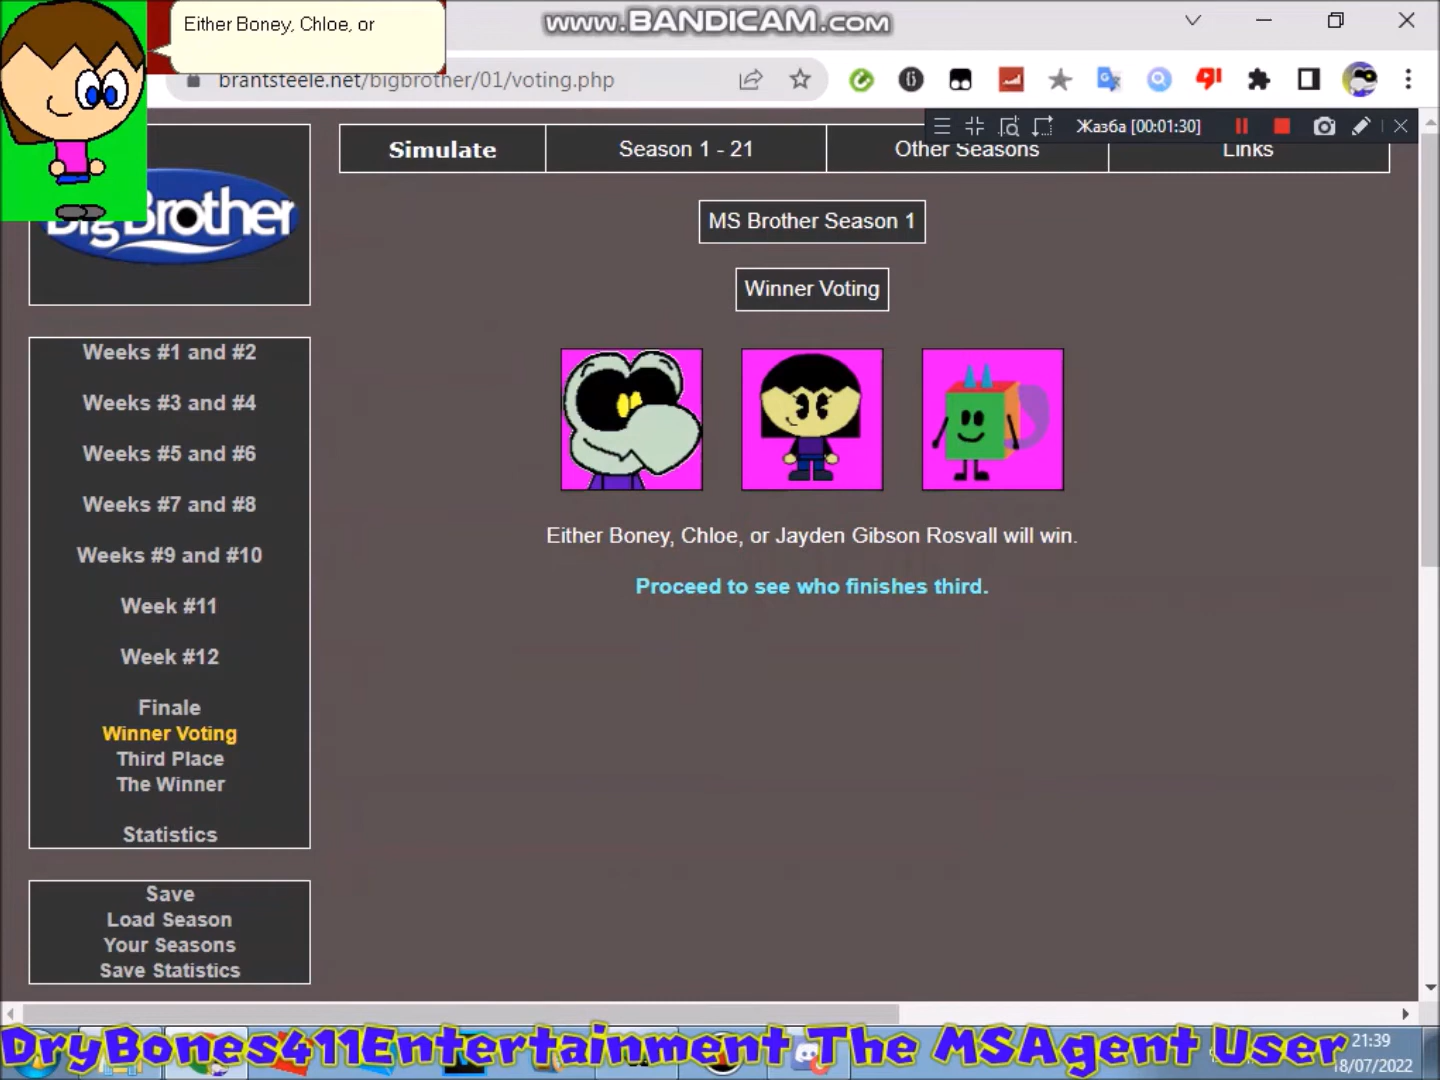 Either Boney, Chloe, or
www.BANDICAM.com
brantsteele.net/bigbrother/01/voting.php
Жазба [00:01:30]
BigBrother
Simulate
Season 1 - 21
Other Seasons
Links
MS Brother Season 1
Winner Voting
Weeks #1 and #2
Weeks #3 and #4
Weeks #5 and #6
Weeks #7 and #8
Weeks #9 and #10
Week #11
Week #12
Finale
Winner Voting
Third Place
The Winner
Statistics
Either Boney, Chloe, or Jayden Gibson Rosvall will win.
Proceed to see who finishes third.
Save
Load Season
Your Seasons
Save Statistics
DryBones411Entertainment The MSAgent User
21:39
18/07/2022